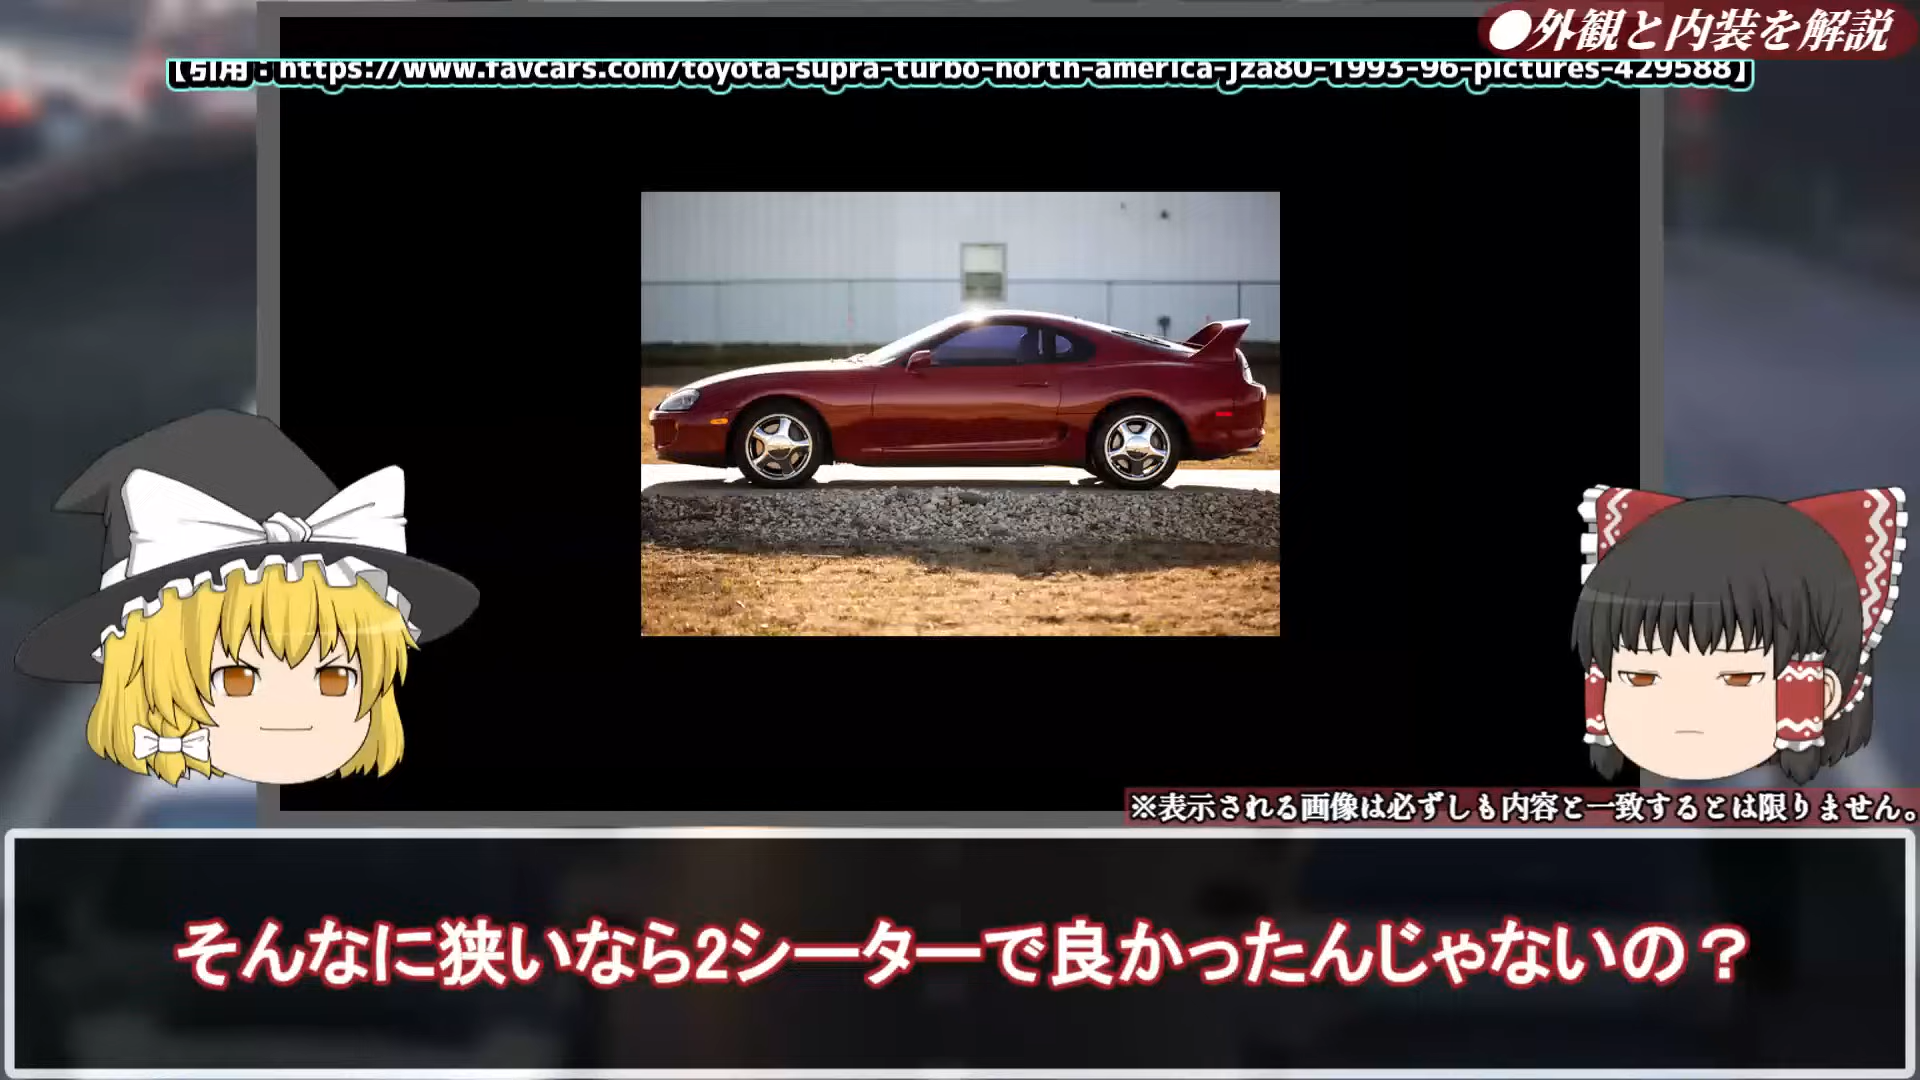 ●外観と内装を解説
【引用：https://www.favcars.com/toyota-supra-turbo-north-america-jza80-1993-96-pictures-429588】
※表示される画像は必ずしも内容と一致するとは限りません。
そんなに狭いなら2シーターで良かったんじゃないの？